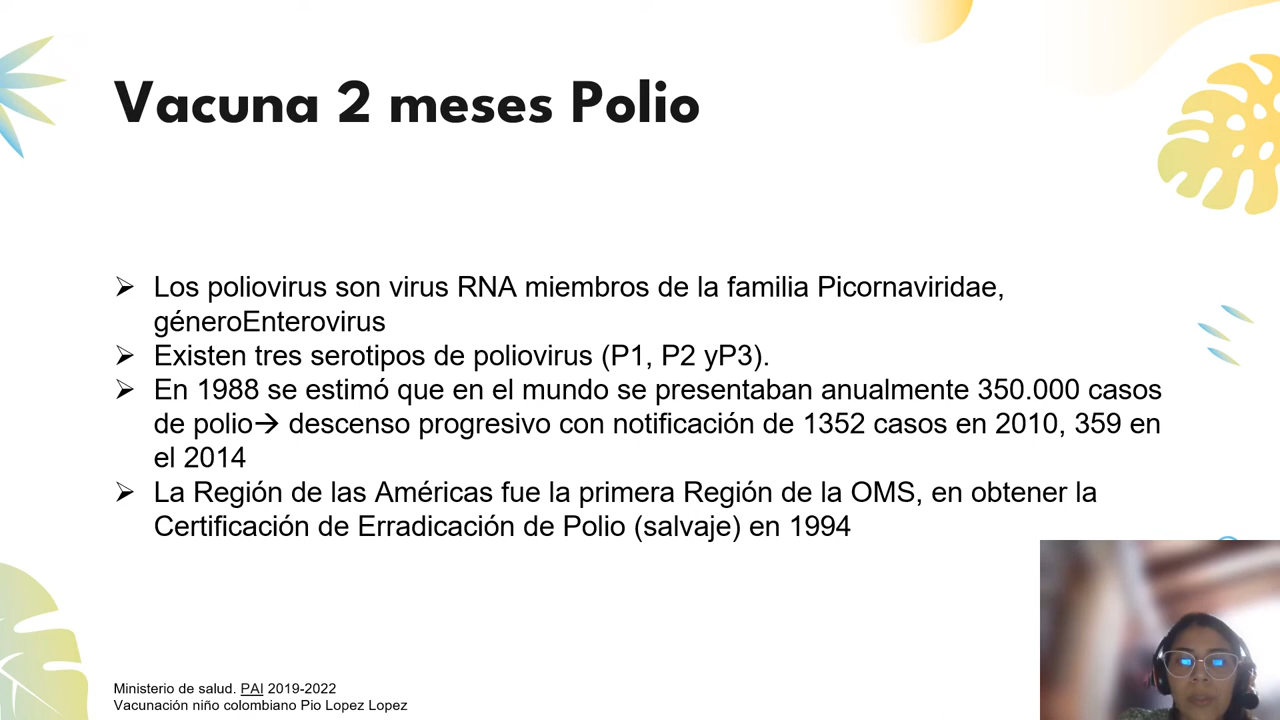 Vacuna 2 meses Polio
➢ Los poliovirus son virus RNA miembros de la familia Picornaviridae,
géneroEnterovirus
➢ Existen tres serotipos de poliovirus (P1, P2 yP3).
➢ En 1988 se estimó que en el mundo se presentaban anualmente 350.000 casos
de polio→ descenso progresivo con notificación de 1352 casos en 2010, 359 en
el 2014
➢ La Región de las Américas fue la primera Región de la OMS, en obtener la
Certificación de Erradicación de Polio (salvaje) en 1994
Ministerio de salud. PAI 2019-2022
Vacunación niño colombiano Pio Lopez Lopez